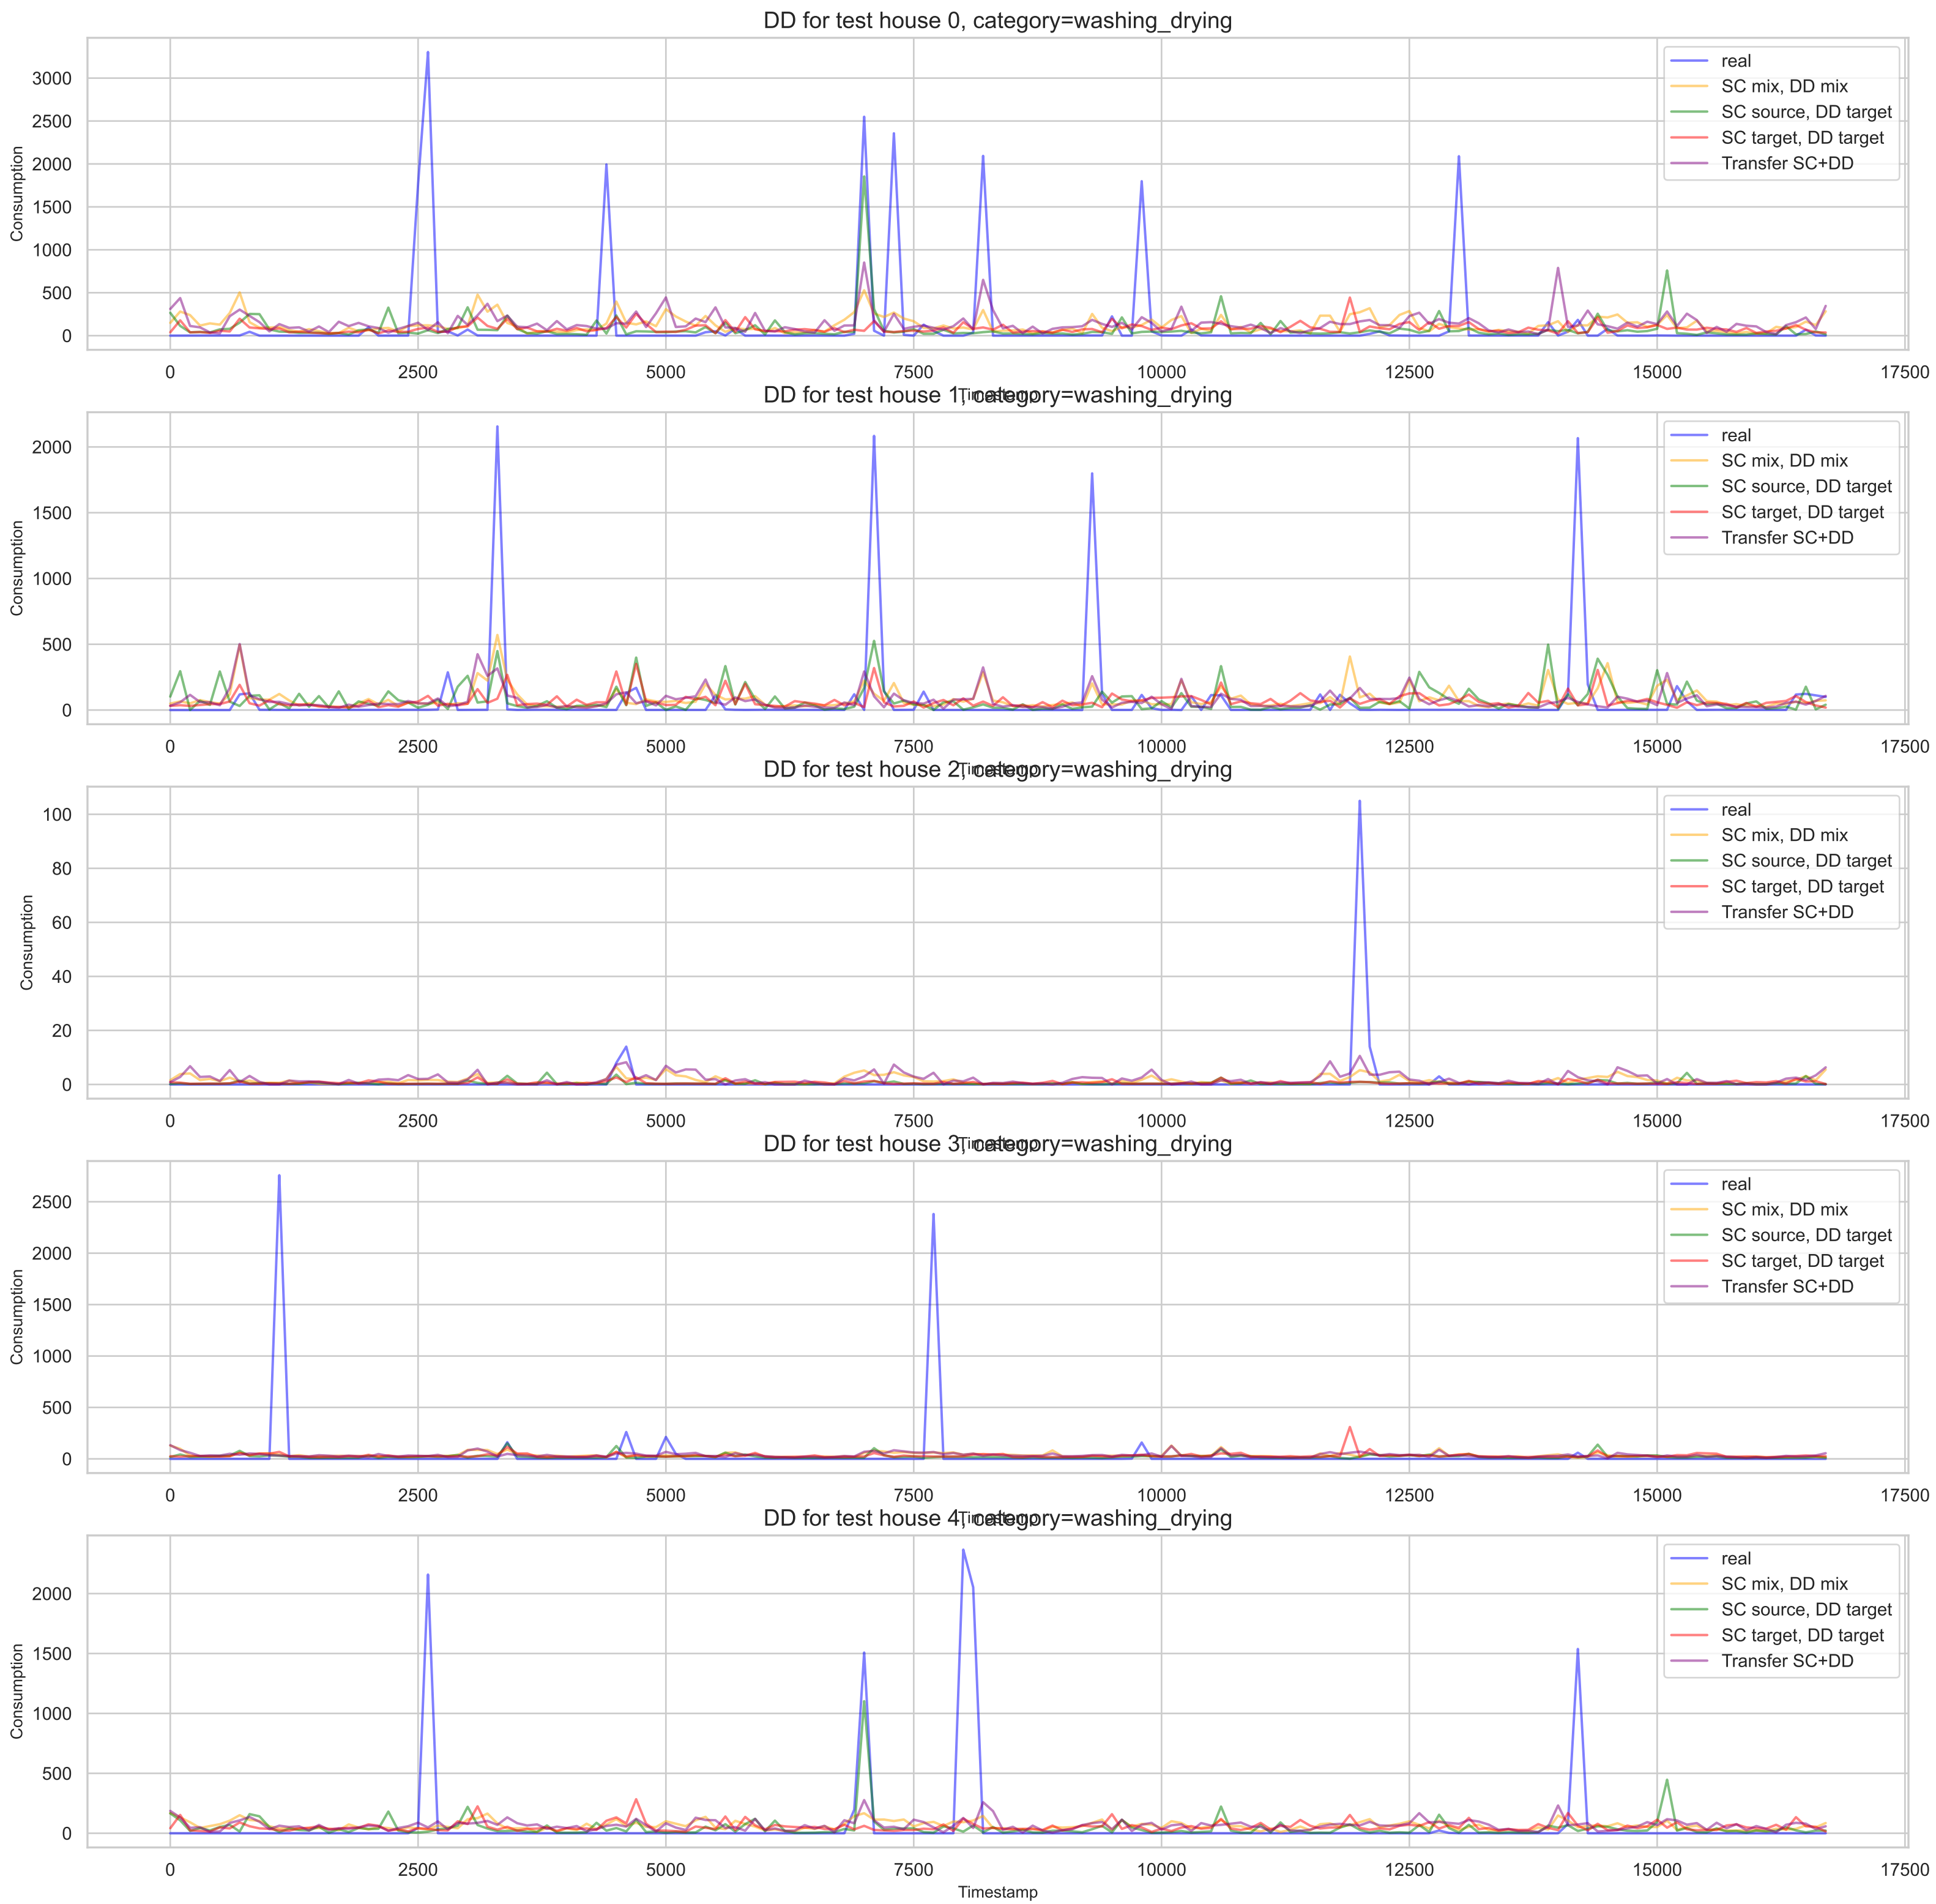 DD for test house 0, category=washing_drying
Consumption
3000
2500
2000
1500
1000
500
0
real
SC mix, DD mix
SC source, DD target
SC target, DD target
Transfer SC+DD
0 2500 5000 7500 10000 12500 15000 17500
Timestamp
DD for test house 1, category=washing_drying
Consumption
2000
1500
1000
500
0
real
SC mix, DD mix
SC source, DD target
SC target, DD target
Transfer SC+DD
0 2500 5000 7500 10000 12500 15000 17500
Timestamp
DD for test house 2, category=washing_drying
Consumption
100
80
60
40
20
0
real
SC mix, DD mix
SC source, DD target
SC target, DD target
Transfer SC+DD
0 2500 5000 7500 10000 12500 15000 17500
Timestamp
DD for test house 3, category=washing_drying
Consumption
2500
2000
1500
1000
500
0
real
SC mix, DD mix
SC source, DD target
SC target, DD target
Transfer SC+DD
0 2500 5000 7500 10000 12500 15000 17500
Timestamp
DD for test house 4, category=washing_drying
Consumption
2000
1500
1000
500
0
real
SC mix, DD mix
SC source, DD target
SC target, DD target
Transfer SC+DD
0 2500 5000 7500 10000 12500 15000 17500
Timestamp